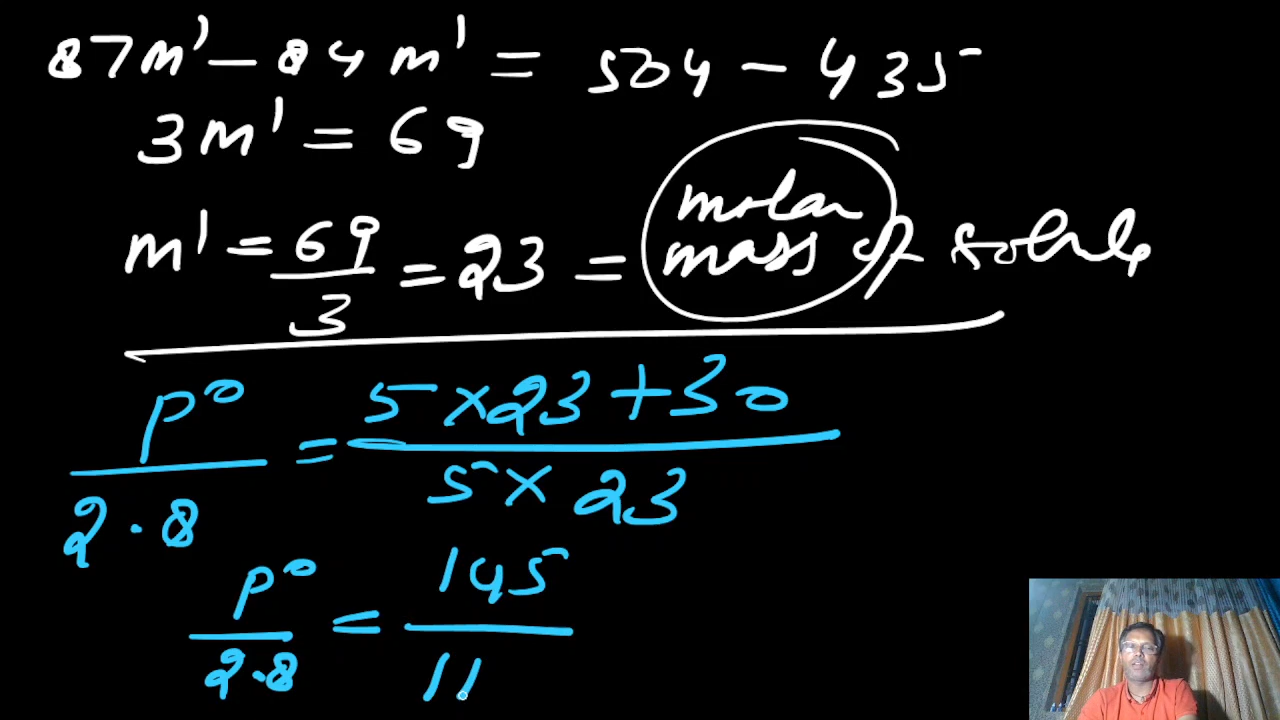 87m' - 84m' = 504 - 435
3m' = 69
m' = 69/3 = 23 = molar mass of solute
p°/2.8 = 5 × 23 + 30/5 × 23
p°/2.8 = 145/11